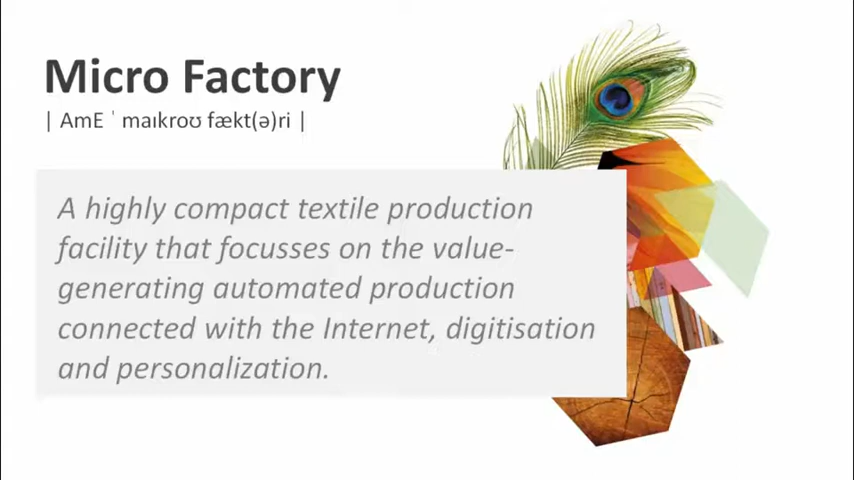 Micro Factory
| AmE ˈ maɪkroʊ fækt(ə)ri |
A highly compact textile production
facility that focusses on the value-
generating automated production
connected with the Internet, digitisation
and personalization.